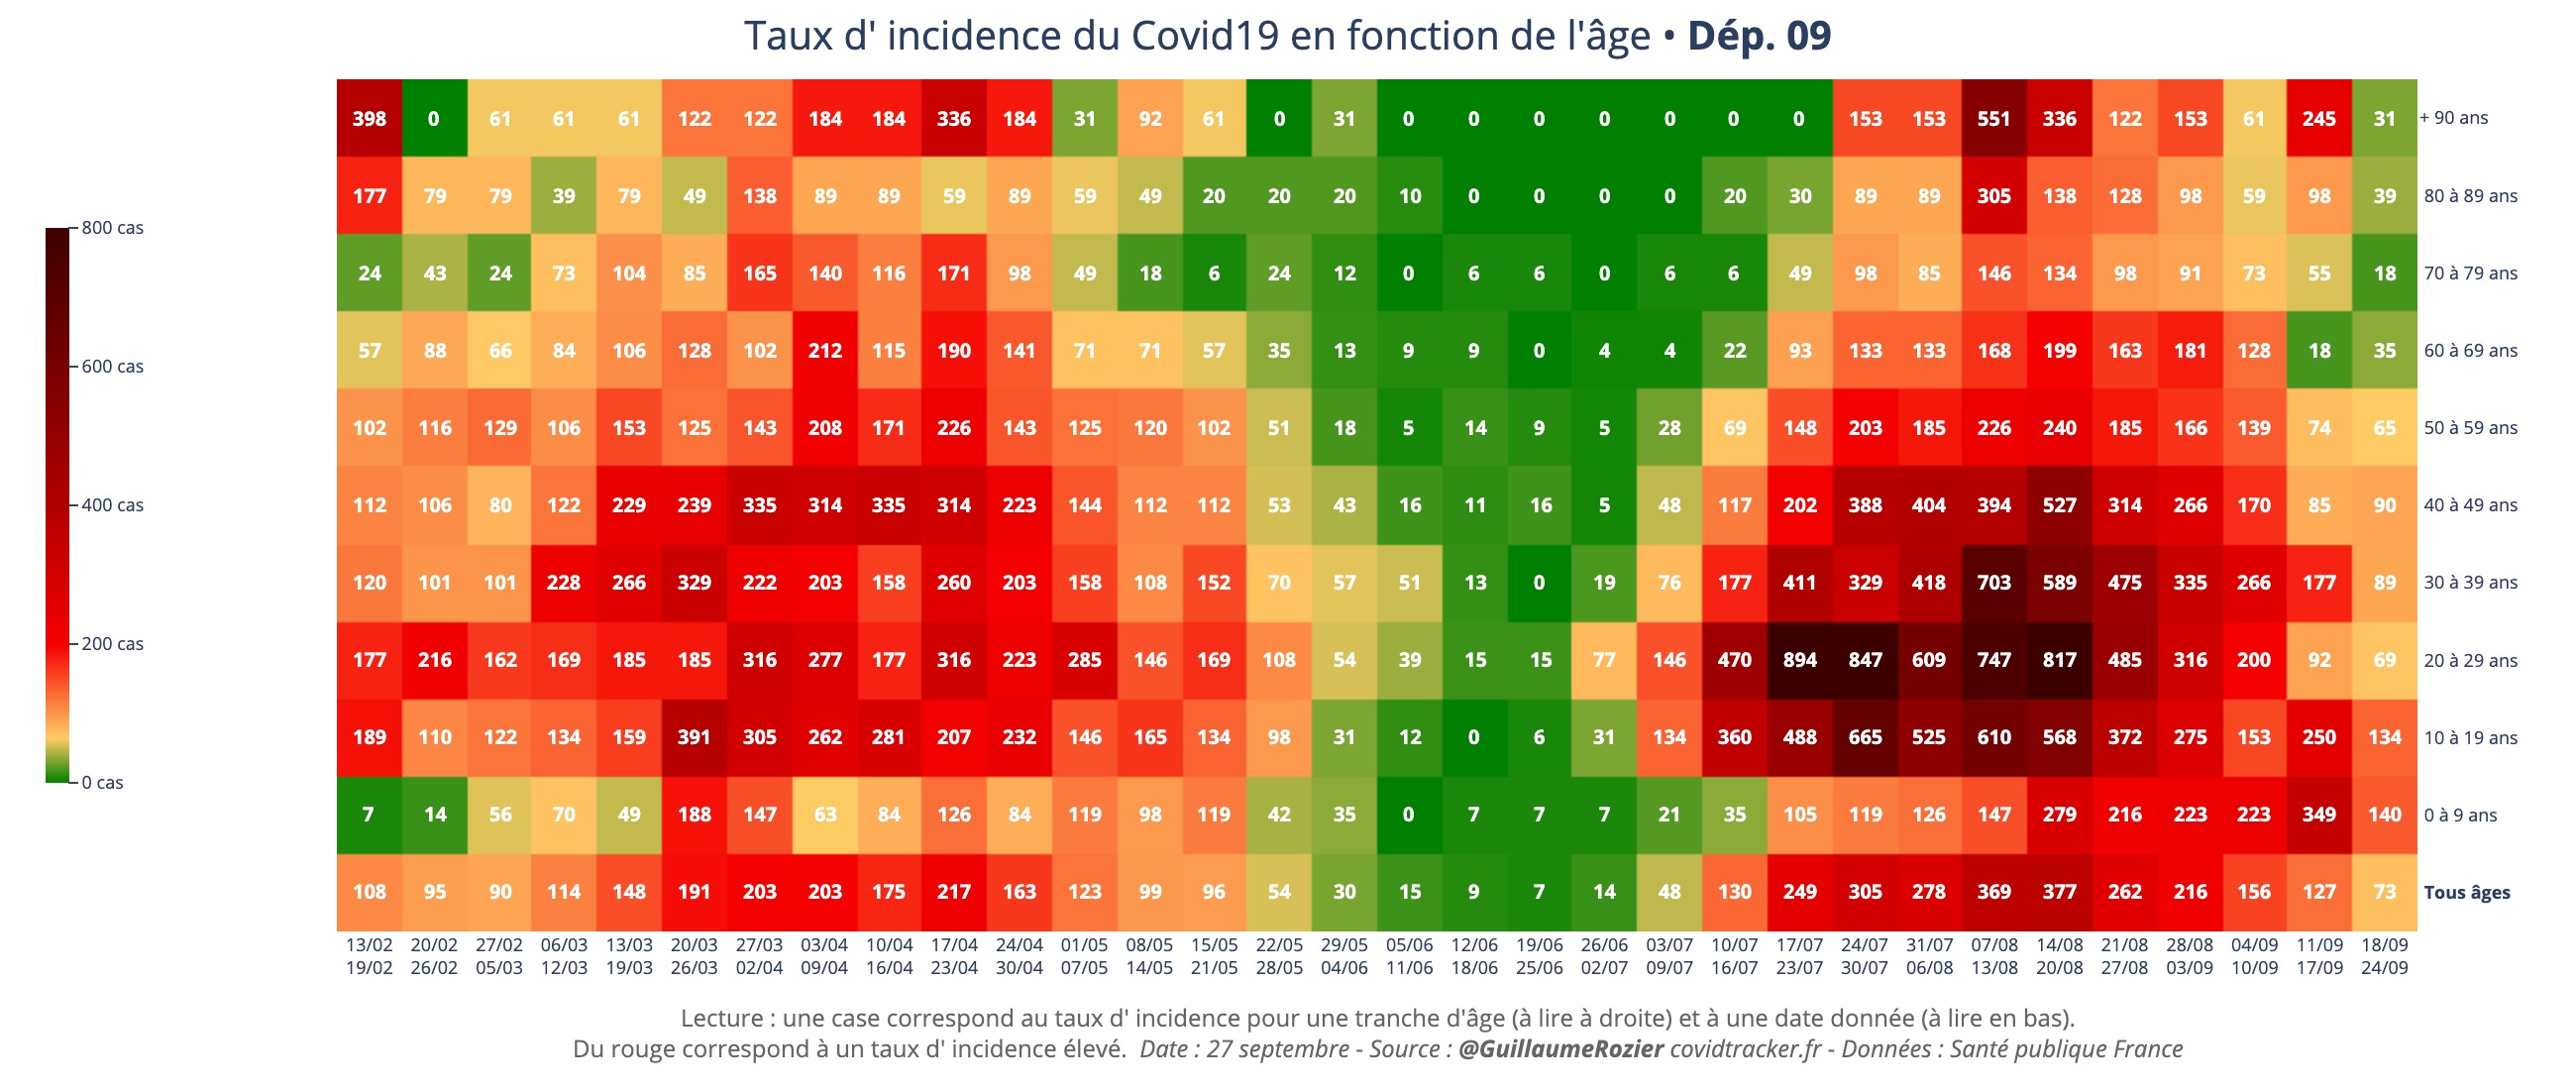 Taux d' incidence du Covid19 en fonction de l'âge • Dép. 09
800 cas
600 cas
400 cas
200 cas
0 cas
398 0 61 61 61 122 122 184 184 336 184 31 92 61 0 31 0 0 0 0 0 0 0 153 153 551 336 122 153 61 245 31 + 90 ans
177 79 79 39 79 49 138 89 89 59 89 59 49 20 20 20 10 0 0 0 0 20 30 89 89 305 138 128 98 59 98 39 80 à 89 ans
24 43 24 73 104 85 165 140 116 171 98 49 18 6 24 12 0 6 6 0 6 6 49 98 85 146 134 98 91 73 55 18 70 à 79 ans
57 88 66 84 106 128 102 212 115 190 141 71 71 57 35 13 9 9 0 4 4 22 93 133 133 168 199 163 181 128 18 35 60 à 69 ans
102 116 129 106 153 125 143 208 171 226 143 125 120 102 51 18 5 14 9 5 28 69 148 203 185 226 240 185 166 139 74 65 50 à 59 ans
112 106 80 122 229 239 335 314 335 314 223 144 112 112 53 43 16 11 16 5 48 117 202 388 404 394 527 314 266 170 85 90 40 à 49 ans
120 101 101 228 266 329 222 203 158 260 203 158 108 152 70 57 51 13 0 19 76 177 411 329 418 703 589 475 335 266 177 89 30 à 39 ans
177 216 162 169 185 185 316 277 177 316 223 285 146 169 108 54 39 15 15 77 146 470 894 847 609 747 817 485 316 200 92 69 20 à 29 ans
189 110 122 134 159 391 305 262 281 207 232 146 165 134 98 31 12 0 6 31 134 360 488 665 525 610 568 372 275 153 250 134 10 à 19 ans
7 14 56 70 49 188 147 63 84 126 84 119 98 119 42 35 0 7 7 7 21 35 105 119 126 147 279 216 223 223 349 140 0 à 9 ans
108 95 90 114 148 191 203 203 175 217 163 123 99 96 54 30 15 9 7 14 48 130 249 305 278 369 377 262 216 156 127 73 Tous âges
13/02 20/02 27/02 06/03 13/03 20/03 27/03 03/04 10/04 17/04 24/04 01/05 08/05 15/05 22/05 29/05 05/06 12/06 19/06 26/06 03/07 10/07 17/07 24/07 31/07 07/08 14/08 21/08 28/08 04/09 11/09 18/09
19/02 26/02 05/03 12/03 19/03 26/03 02/04 09/04 16/04 23/04 30/04 07/05 14/05 21/05 28/05 04/06 11/06 18/06 25/06 02/07 09/07 16/07 23/07 30/07 06/08 13/08 20/08 27/08 03/09 10/09 17/09 24/09
Lecture : une case correspond au taux d' incidence pour une tranche d'âge (à lire à droite) et à une date donnée (à lire en bas).
Du rouge correspond à un taux d' incidence élevé. Date : 27 septembre - Source : @GuillaumeRozier covidtracker.fr - Données : Santé publique France